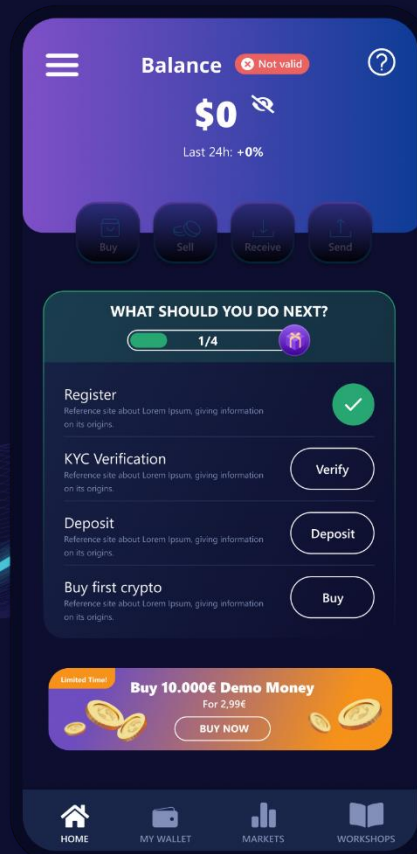 Balance
Not valid
$0
Last 24h: +0%
Buy
Sell
Receive
Send
WHAT SHOULD YOU DO NEXT?
1/4
Register
Reference site about Lorem Ipsum, giving information
on its origins.
KYC Verification
Reference site about Lorem Ipsum, giving information
on its origins.
Verify
Deposit
Reference site about Lorem Ipsum, giving information
on its origins.
Deposit
Buy first crypto
Reference site about Lorem Ipsum, giving information
on its origins.
Buy
Limited Time!
Buy 10.000€ Demo Money
For 2,99€
BUY NOW
HOME
MY WALLET
MARKETS
WORKSHOPS